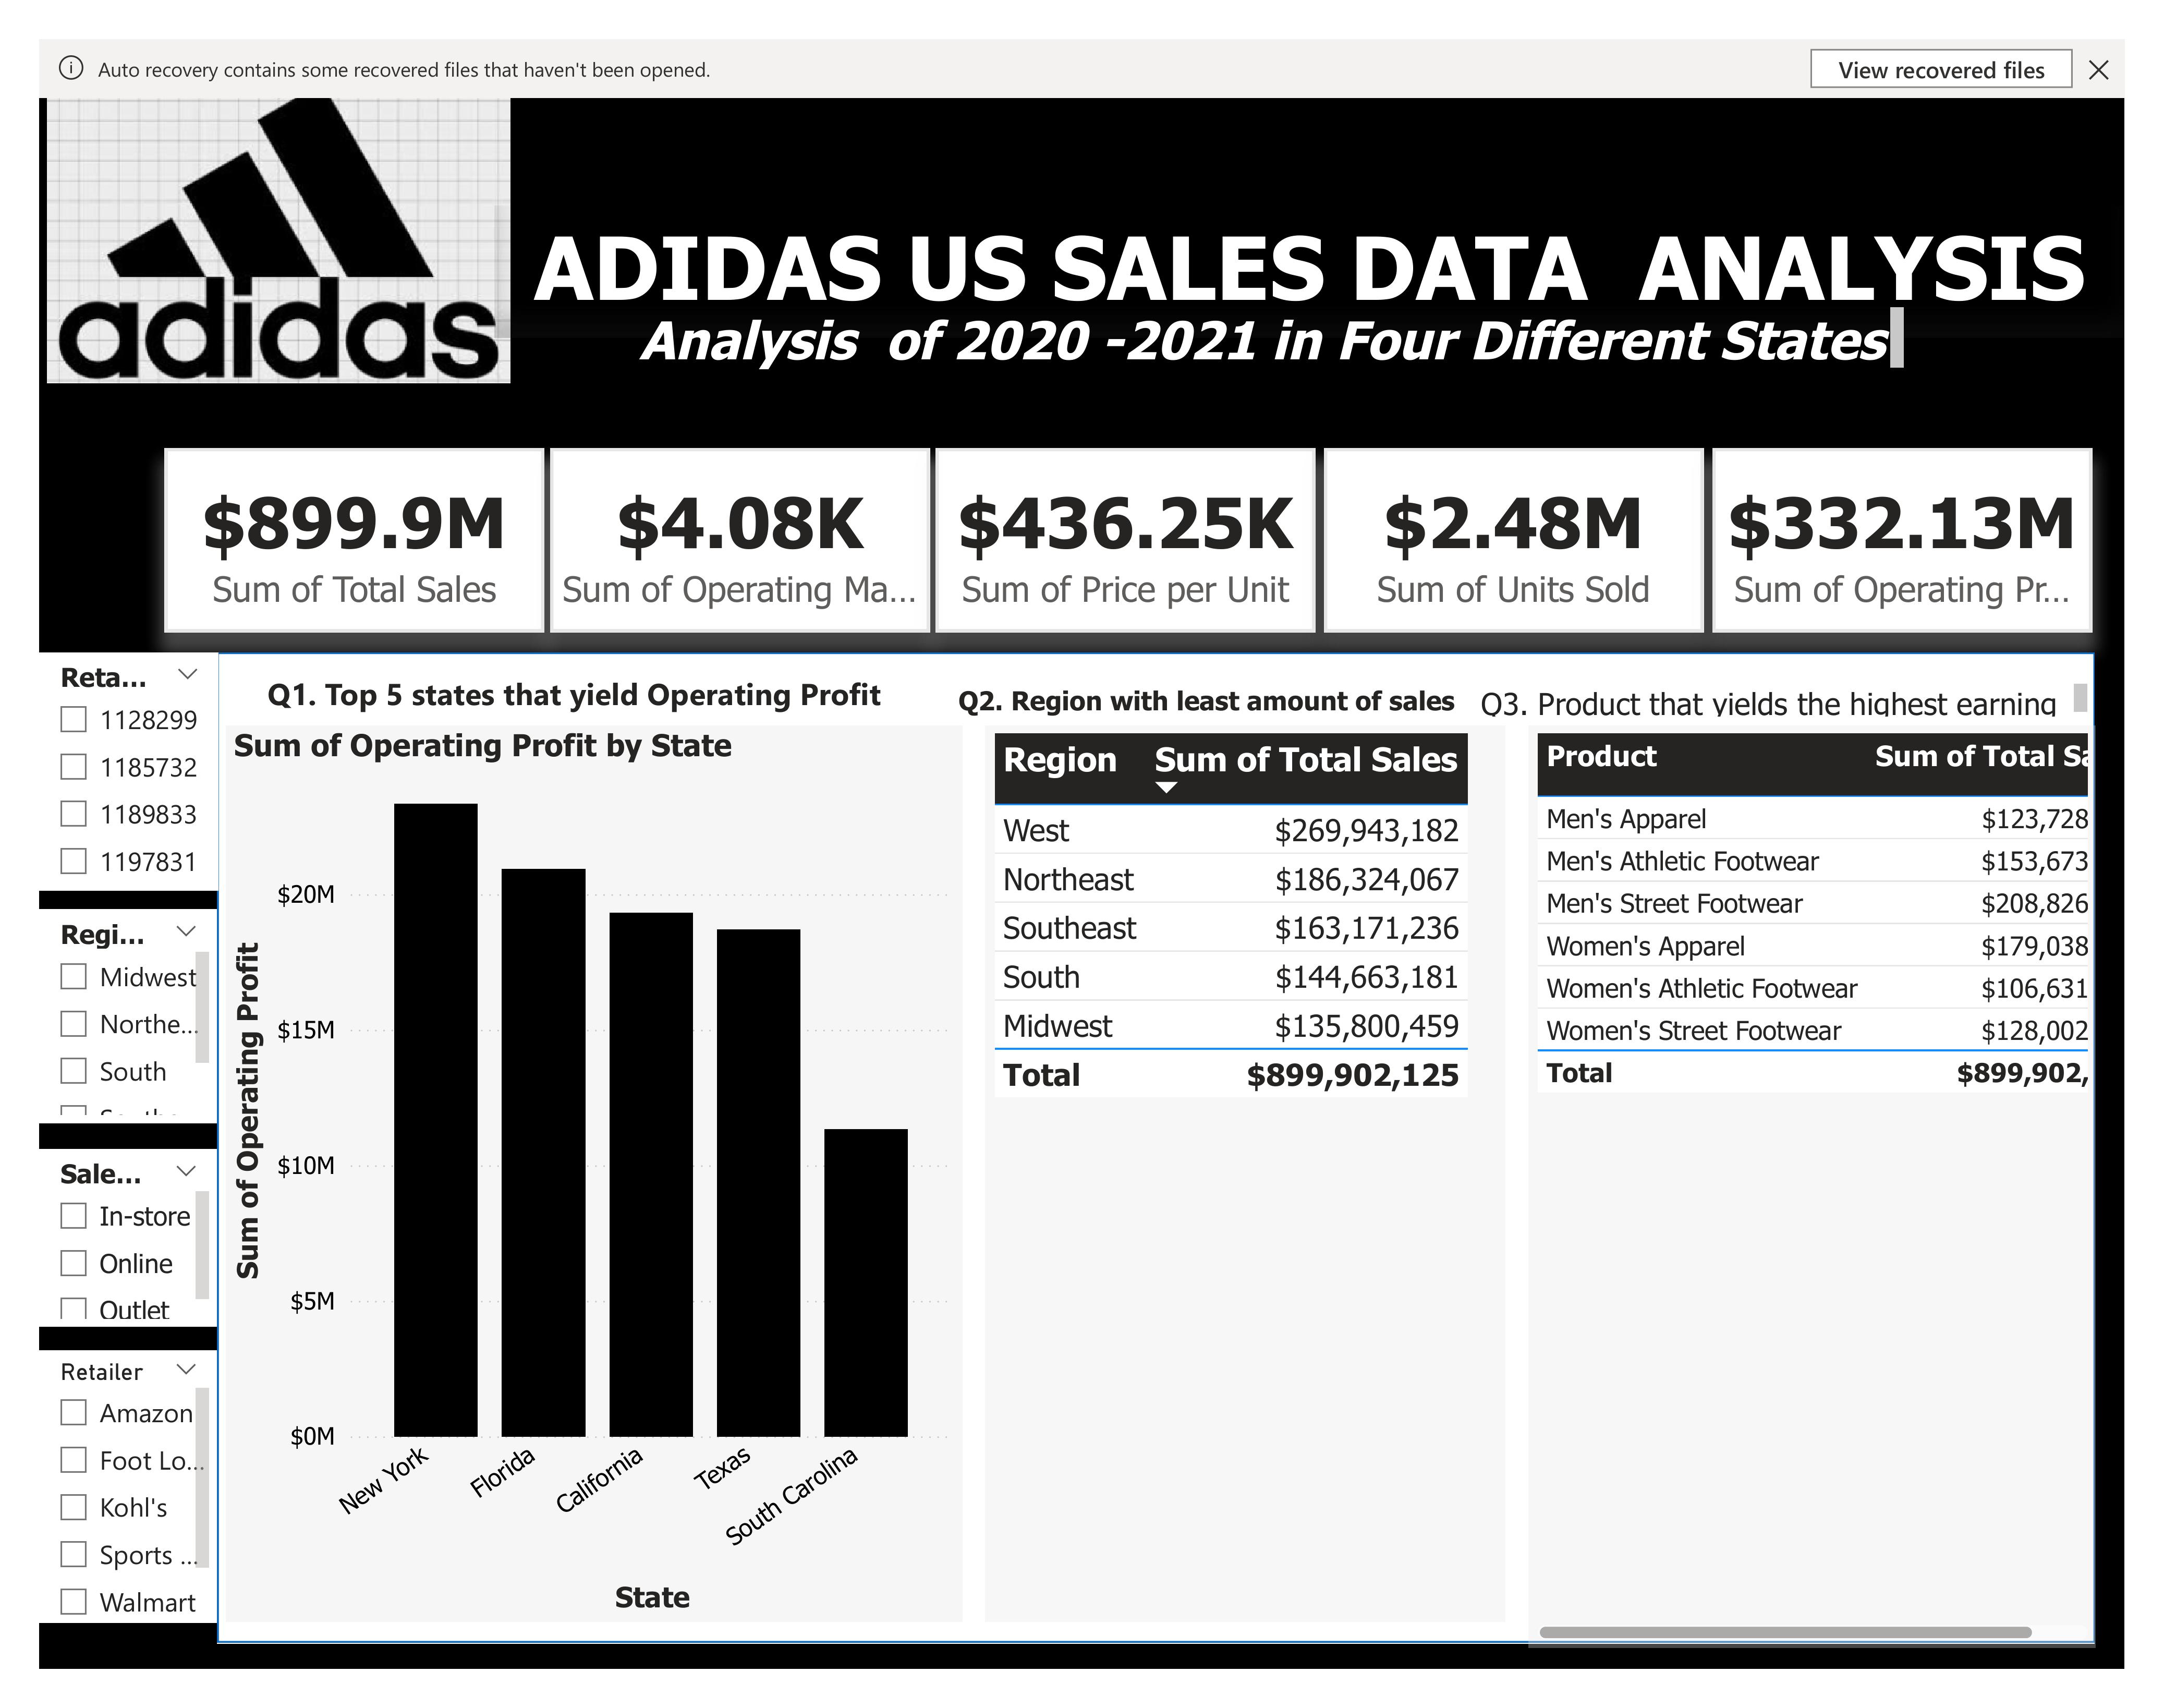 Auto recovery contains some recovered files that haven't been opened.
View recovered files
adidas
ADIDAS US SALES DATA  ANALYSIS
Analysis  of 2020 -2021 in Four Different States
$899.9M
Sum of Total Sales
$4.08K
Sum of Operating Ma...
$436.25K
Sum of Price per Unit
$2.48M
Sum of Units Sold
$332.13M
Sum of Operating Pr...
Reta...
1128299
1185732
1189833
1197831
Regi...
Midwest
Northe...
South
Sale...
In-store
Online
Outlet
Retailer
Amazon
Foot Lo...
Kohl's
Sports ...
Walmart
Q1. Top 5 states that yield Operating Profit
Sum of Operating Profit by State
Sum of Operating Profit
$20M
$15M
$10M
$5M
$0M
New York
Florida
California
Texas
South Carolina
State
Q2. Region with least amount of sales
Region Sum of Total Sales
West $269,943,182
Northeast $186,324,067
Southeast $163,171,236
South $144,663,181
Midwest $135,800,459
Total $899,902,125
Q3. Product that yields the highest earning
Product Sum of Total Sa
Men's Apparel $123,728
Men's Athletic Footwear $153,673
Men's Street Footwear $208,826
Women's Apparel $179,038
Women's Athletic Footwear $106,631
Women's Street Footwear $128,002
Total $899,902,